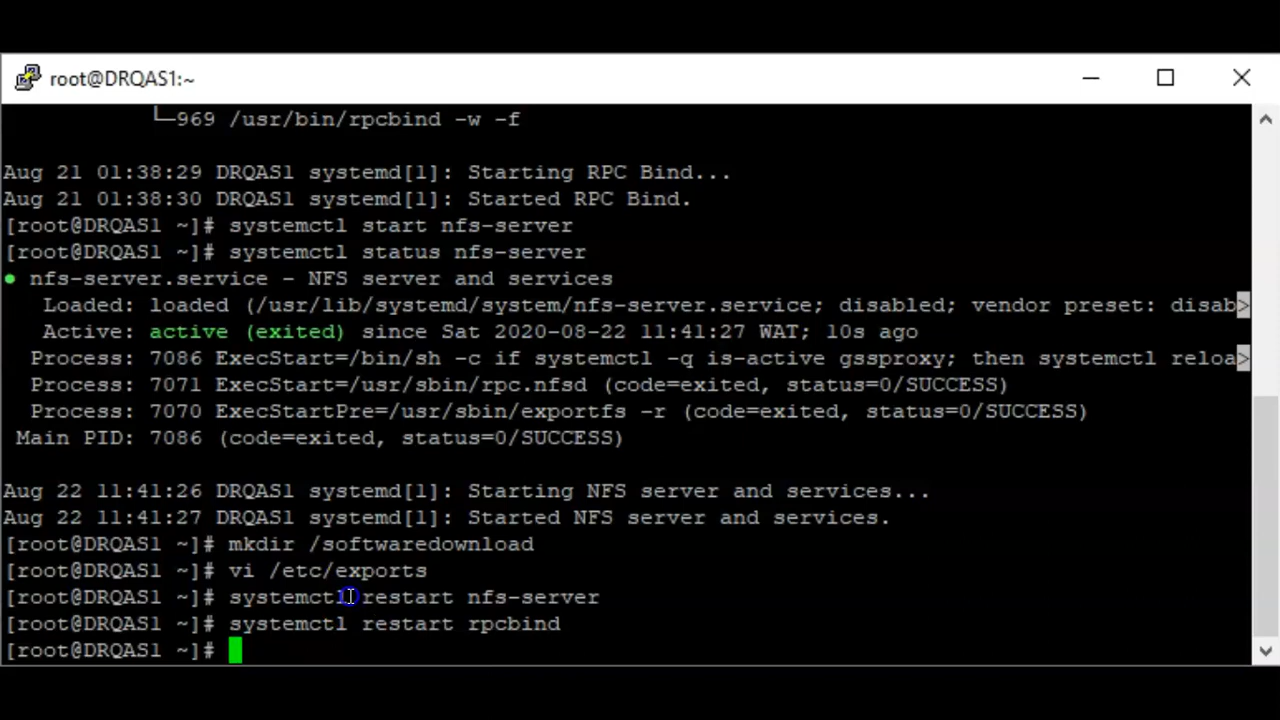 root@DRQAS1:~
└─969 /usr/bin/rpcbind -w -f
Aug 21 01:38:29 DRQAS1 systemd[1]: Starting RPC Bind...
Aug 21 01:38:30 DRQAS1 systemd[1]: Started RPC Bind.
[root@DRQAS1 ~]# systemctl start nfs-server
[root@DRQAS1 ~]# systemctl status nfs-server
● nfs-server.service - NFS server and services
Loaded: loaded (/usr/lib/systemd/system/nfs-server.service; disabled; vendor preset: disab>
Active: active (exited) since Sat 2020-08-22 11:41:27 WAT; 10s ago
Process: 7086 ExecStart=/bin/sh -c if systemctl -q is-active gssproxy; then systemctl reloa>
Process: 7071 ExecStart=/usr/sbin/rpc.nfsd (code=exited, status=0/SUCCESS)
Process: 7070 ExecStartPre=/usr/sbin/exportfs -r (code=exited, status=0/SUCCESS)
Main PID: 7086 (code=exited, status=0/SUCCESS)
Aug 22 11:41:26 DRQAS1 systemd[1]: Starting NFS server and services...
Aug 22 11:41:27 DRQAS1 systemd[1]: Started NFS server and services.
[root@DRQAS1 ~]# mkdir /softwaredownload
[root@DRQAS1 ~]# vi /etc/exports
[root@DRQAS1 ~]# systemctl restart nfs-server
[root@DRQAS1 ~]# systemctl restart rpcbind
[root@DRQAS1 ~]#